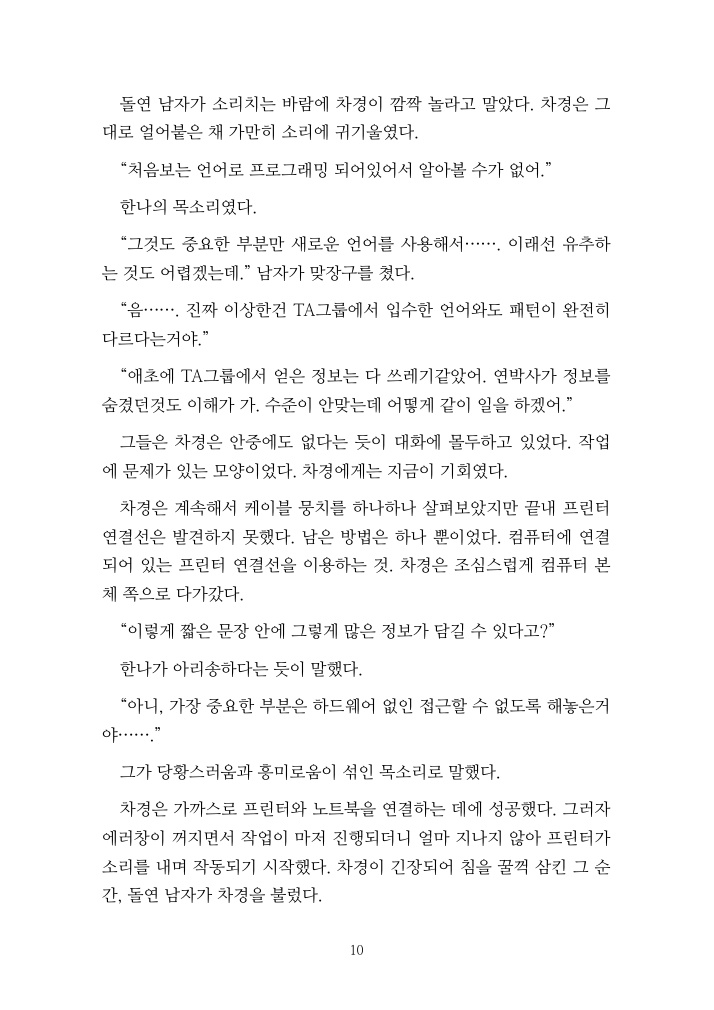 돌연 남자가 소리치는 바람에 차경이 깜짝 놀라고 말았다. 차경은 그
대로 얼어붙은 채 가만히 소리에 귀기울였다.
“처음보는 언어로 프로그래밍 되어있어서 알아볼 수가 없어.”
한나의 목소리였다.
“그것도 중요한 부분만 새로운 언어를 사용해서……. 이래선 유추하
는 것도 어렵겠는데.” 남자가 맞장구를 쳤다.
“음……. 진짜 이상한건 TA그룹에서 입수한 언어와도 패턴이 완전히
다르다는거야.”
“애초에 TA그룹에서 얻은 정보는 다 쓰레기같았어. 연박사가 정보를
숨겼던것도 이해가 가. 수준이 안맞는데 어떻게 같이 일을 하겠어.”
그들은 차경은 안중에도 없다는 듯이 대화에 몰두하고 있었다. 작업
에 문제가 있는 모양이었다. 차경에게는 지금이 기회였다.
차경은 계속해서 케이블 뭉치를 하나하나 살펴보았지만 끝내 프린터
연결선은 발견하지 못했다. 남은 방법은 하나 뿐이었다. 컴퓨터에 연결
되어 있는 프린터 연결선을 이용하는 것. 차경은 조심스럽게 컴퓨터 본
체 쪽으로 다가갔다.
“이렇게 짧은 문장 안에 그렇게 많은 정보가 담길 수 있다고?”
한나가 아리송하다는 듯이 말했다.
“아니, 가장 중요한 부분은 하드웨어 없인 접근할 수 없도록 해놓은거
야…….”
그가 당황스러움과 흥미로움이 섞인 목소리로 말했다.
차경은 가까스로 프린터와 노트북을 연결하는 데에 성공했다. 그러자
에러창이 꺼지면서 작업이 마저 진행되더니 얼마 지나지 않아 프린터가
소리를 내며 작동되기 시작했다. 차경이 긴장되어 침을 꿀꺽 삼킨 그 순
간, 돌연 남자가 차경을 불렀다.
10